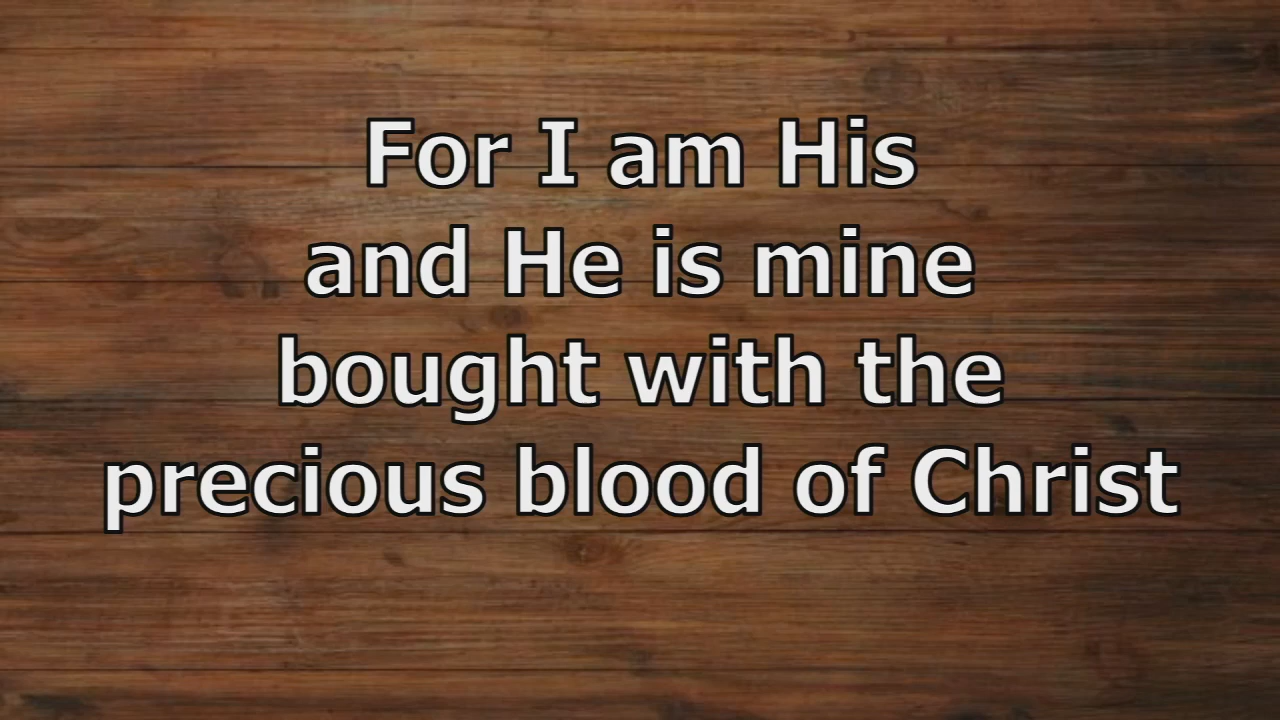 For I am His
and He is mine
bought with the
precious blood of Christ